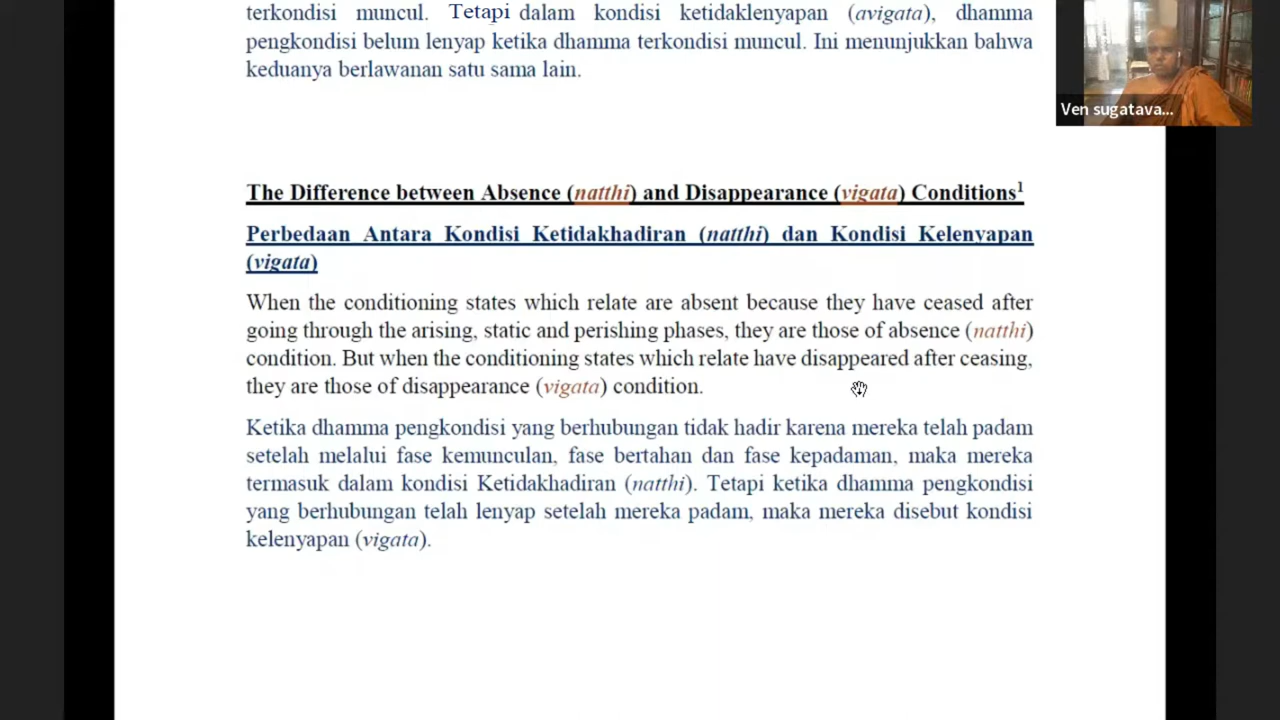 terkondisi muncul. Tetapi dalam kondisi ketidaklenyapan (avigata), dhamma
pengkondisi belum lenyap ketika dhamma terkondisi muncul. Ini menunjukkan bahwa
keduanya berlawanan satu sama lain.
Ven sugatava...
The Difference between Absence (natthi) and Disappearance (vigata) Conditions¹
Perbedaan Antara Kondisi Ketidakhadiran (natthi) dan Kondisi Kelenyapan
(vigata)
When the conditioning states which relate are absent because they have ceased after
going through the arising, static and perishing phases, they are those of absence (natthi)
condition. But when the conditioning states which relate have disappeared after ceasing,
they are those of disappearance (vigata) condition.
Ketika dhamma pengkondisi yang berhubungan tidak hadir karena mereka telah padam
setelah melalui fase kemunculan, fase bertahan dan fase kepadaman, maka mereka
termasuk dalam kondisi Ketidakhadiran (natthi). Tetapi ketika dhamma pengkondisi
yang berhubungan telah lenyap setelah mereka padam, maka mereka disebut kondisi
kelenyapan (vigata).